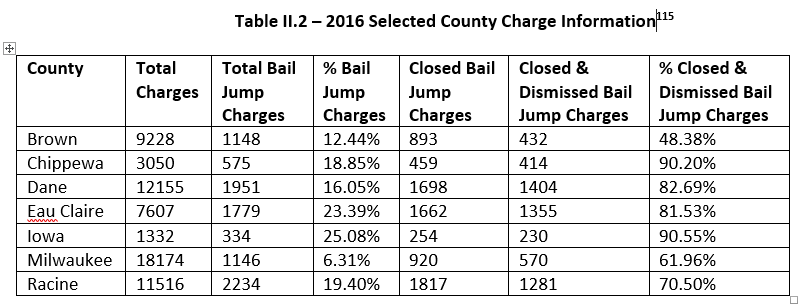 Table II.2 – 2016 Selected County Charge Information115
County Total Charges Total Bail Jump Charges % Bail Jump Charges Closed Bail Jump Charges Closed & Dismissed Bail Jump Charges % Closed & Dismissed Bail Jump Charges
Brown 9228 1148 12.44% 893 432 48.38%
Chippewa 3050 575 18.85% 459 414 90.20%
Dane 12155 1951 16.05% 1698 1404 82.69%
Eau Claire 7607 1779 23.39% 1662 1355 81.53%
Iowa 1332 334 25.08% 254 230 90.55%
Milwaukee 18174 1146 6.31% 920 570 61.96%
Racine 11516 2234 19.40% 1817 1281 70.50%